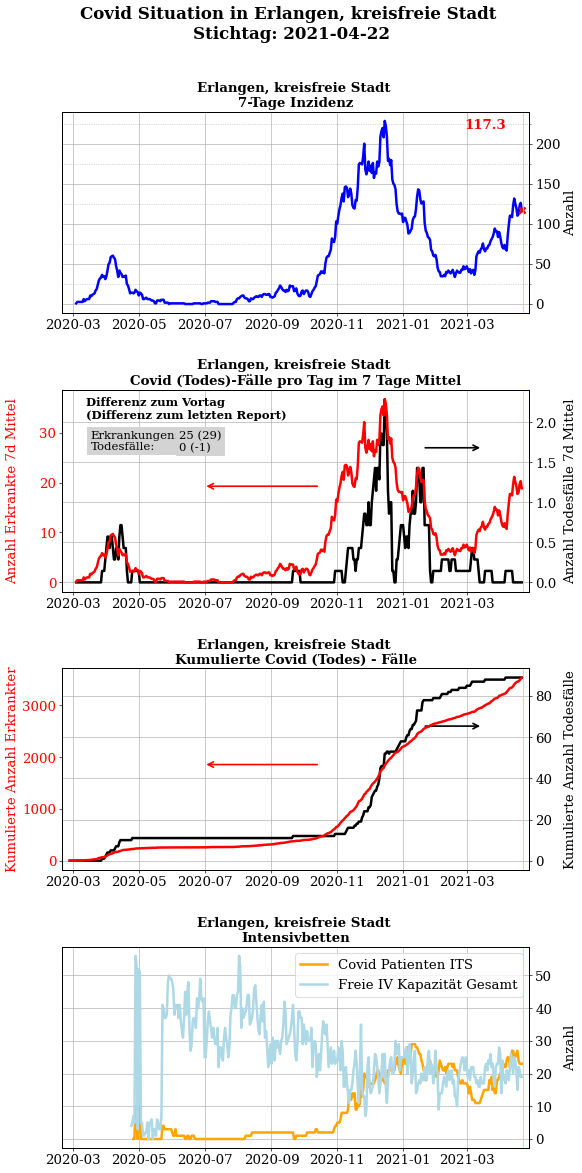 Covid Situation in Erlangen, kreisfreie Stadt
Stichtag: 2021-04-22
Erlangen, kreisfreie Stadt
7-Tage Inzidenz
117.3
200
150
100
50
0
Anzahl
2020-03 2020-05 2020-07 2020-09 2020-11 2021-01 2021-03
Erlangen, kreisfreie Stadt
Covid (Todes)-Fälle pro Tag im 7 Tage Mittel
Anzahl Erkrankte 7d Mittel
30
20
10
0
Differenz zum Vortag
(Differenz zum letzten Report)
Erkrankungen 25 (29)
Todesfälle: 0 (-1)
2.0
1.5
1.0
0.5
0.0
Anzahl Todesfälle 7d Mittel
2020-03 2020-05 2020-07 2020-09 2020-11 2021-01 2021-03
Erlangen, kreisfreie Stadt
Kumulierte Covid (Todes) - Fälle
Kumulierte Anzahl Erkrankter
3000
2000
1000
0
80
60
40
20
0
Kumulierte Anzahl Todesfälle
2020-03 2020-05 2020-07 2020-09 2020-11 2021-01 2021-03
Erlangen, kreisfreie Stadt
Intensivbetten
Covid Patienten ITS
Freie IV Kapazität Gesamt
50
40
30
20
10
0
Anzahl
2020-03 2020-05 2020-07 2020-09 2020-11 2021-01 2021-03